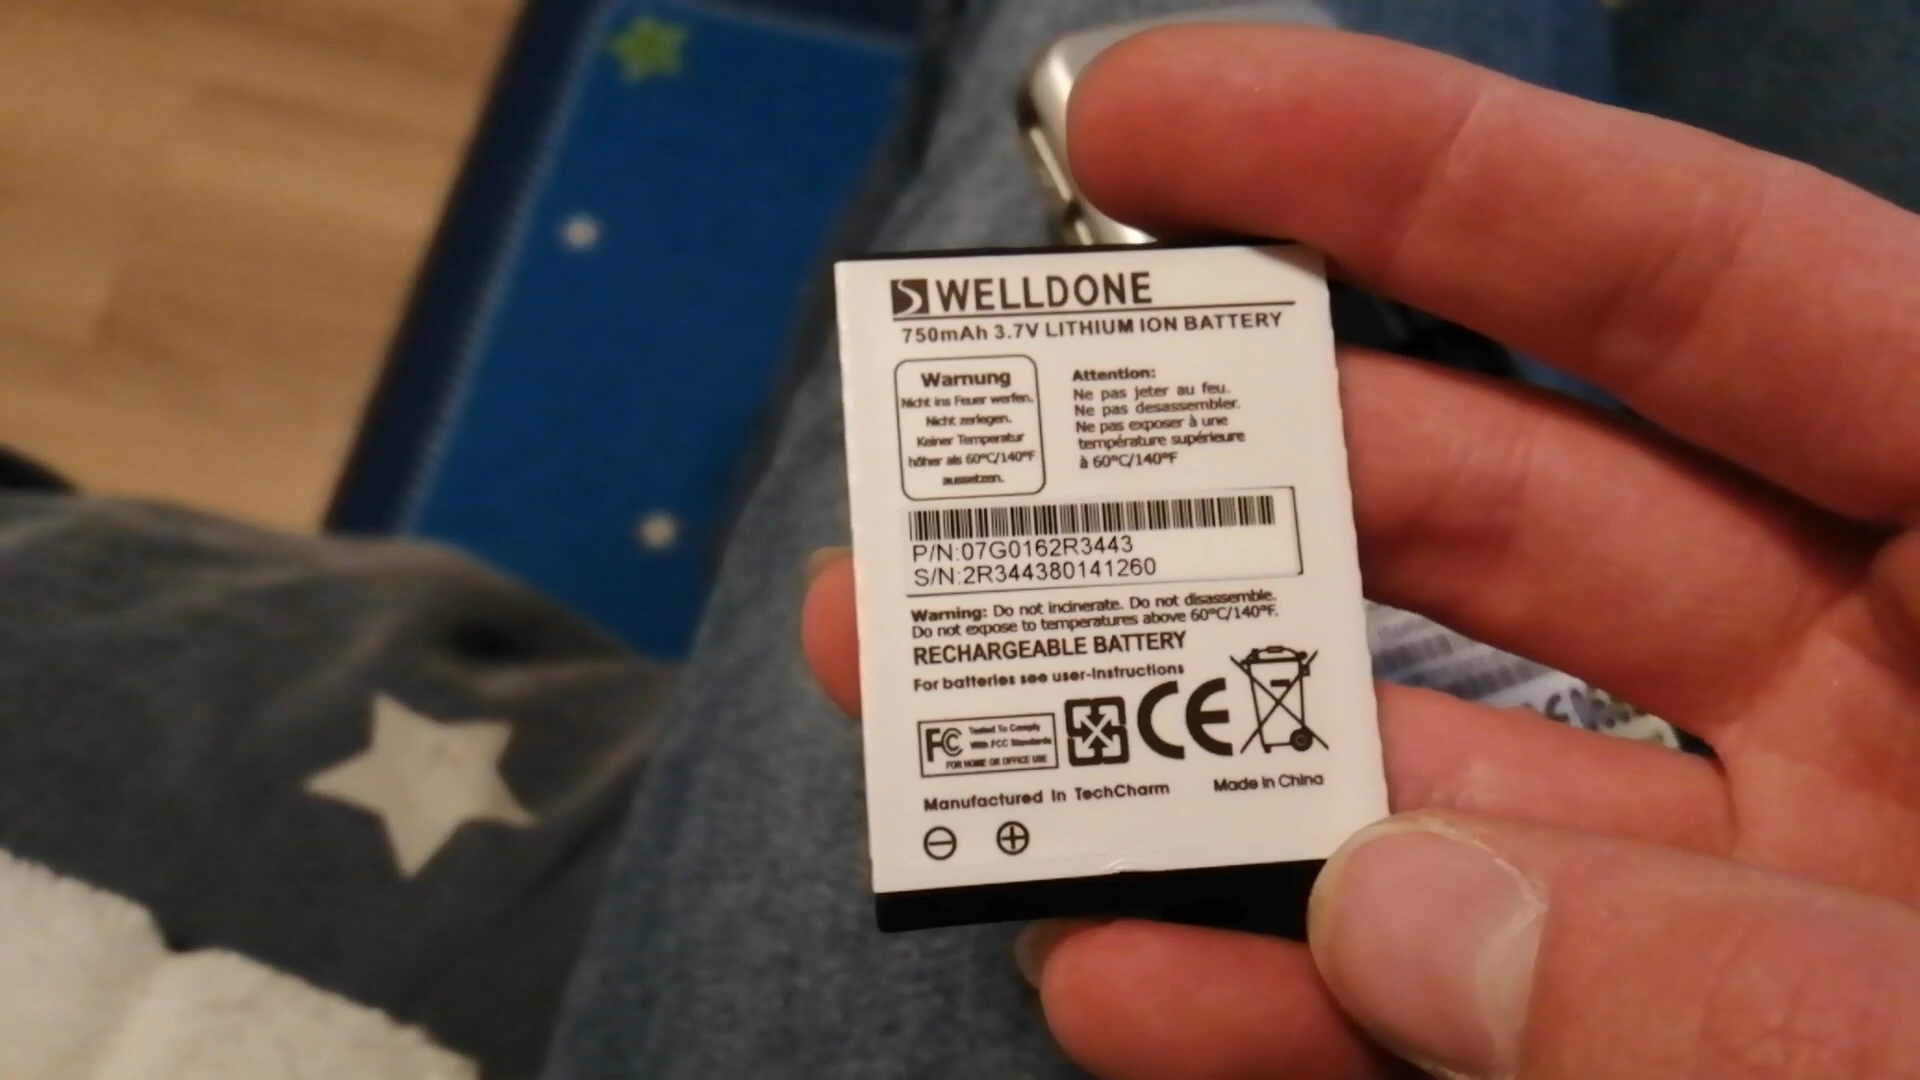 WELLDONE
750mAh 3.7V LITHIUM ION BATTERY
Warnung
Nicht ins Feuer werfen.
Nicht zerlegen.
Keiner Temperatur
höher als 60°C/140°F
aussetzen.
Attention:
Ne pas jeter au feu.
Ne pas desassembler.
Ne pas exposer à une
température supérieure
à 60°C/140°F
P/N:07G0162R3443
S/N:2R344380141260
Warning: Do not incinerate. Do not disassemble.
Do not expose to temperatures above 60°C/140°F.
RECHARGEABLE BATTERY
For batteries see user-instructions
FC Tested To Comply
With FCC Standards
FOR HOME OR OFFICE USE
CE
Manufactured In TechCharm
Made In China